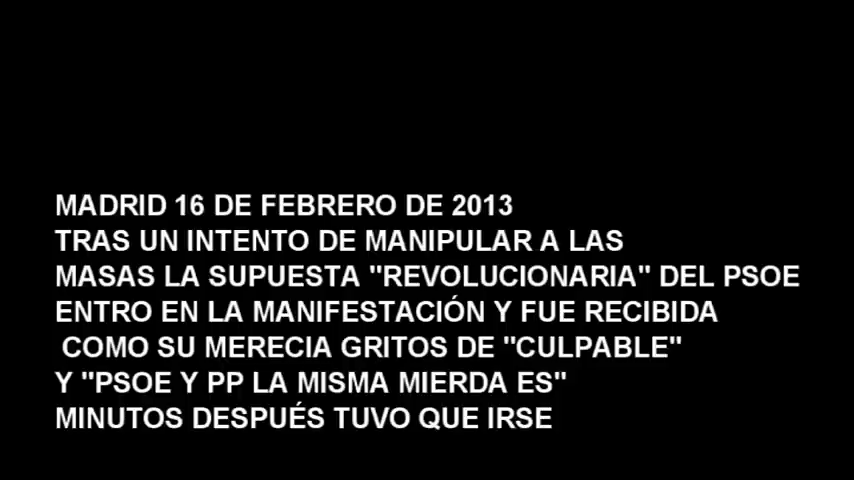 MADRID 16 DE FEBRERO DE 2013
TRAS UN INTENTO DE MANIPULAR A LAS
MASAS LA SUPUESTA "REVOLUCIONARIA" DEL PSOE
ENTRO EN LA MANIFESTACIÓN Y FUE RECIBIDA
COMO SU MERECIA GRITOS DE "CULPABLE"
Y "PSOE Y PP LA MISMA MIERDA ES"
MINUTOS DESPUÉS TUVO QUE IRSE